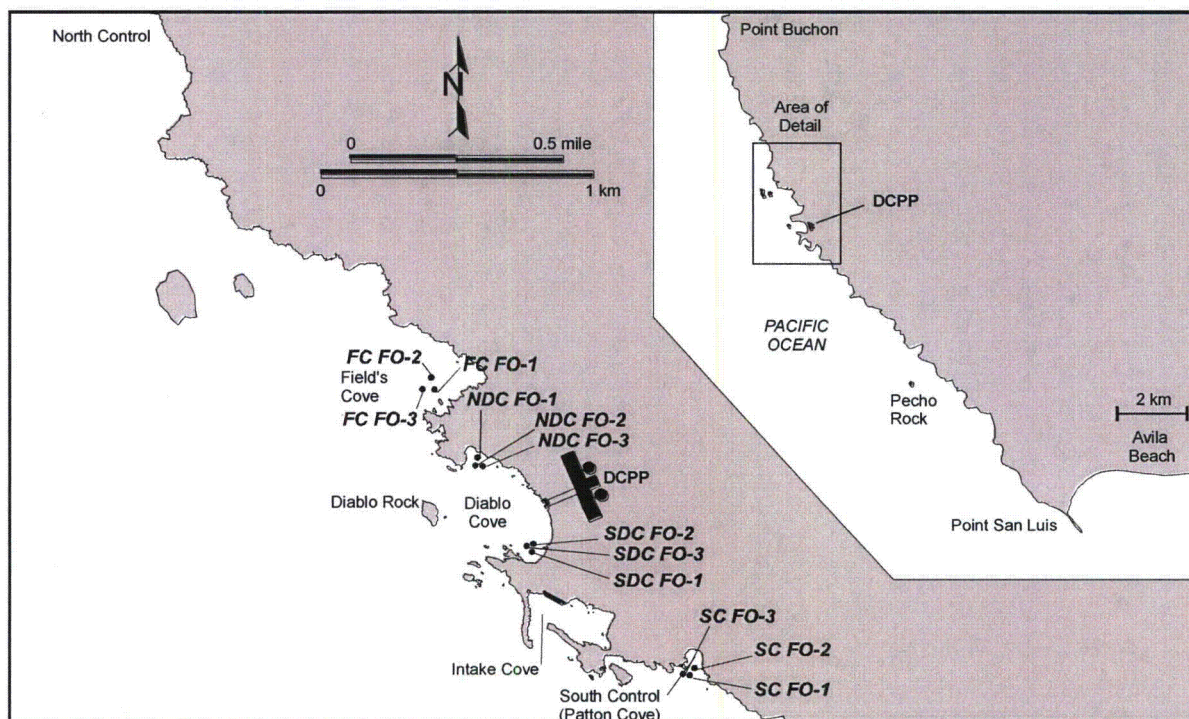 North Control
N
0
0.5 mile
0
1 km
FC FO-2
FC FO-1
Field's
Cove
FC FO-3
NDC FO-1
NDC FO-2
NDC FO-3
DCPP
Diablo Rock
Diablo
Cove
SDC FO-2
SDC FO-3
SDC FO-1
SC FO-3
SC FO-2
SC FO-1
Intake Cove
South Control
(Patton Cove)
Point Buchon
Area of
Detail
DCPP
PACIFIC
OCEAN
Pecho
Rock
2 km
Avila
Beach
Point San Luis